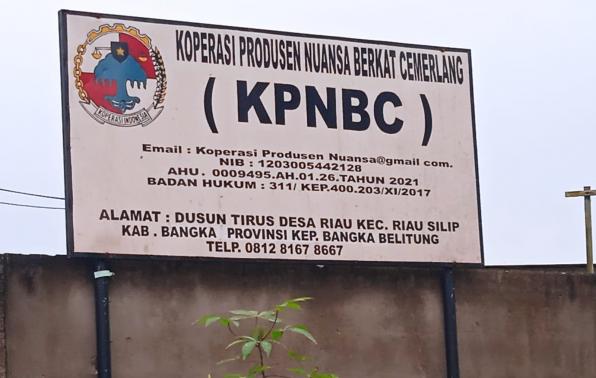 KOPERASI PRODUSEN NUANSA BERKAT CEMERLANG
( KPNBC )
KOPERASI INDONESIA
Email : Koperasi Produsen Nuansa@gmail com.
NIB : 1203005442128
AHU . 0009495.AH.01.26.TAHUN 2021
BADAN HUKUM : 311/ KEP.400.203/XI/2017
ALAMAT : DUSUN TIRUS DESA RIAU KEC. RIAU SILIP
KAB . BANGKA PROVINSI KEP. BANGKA BELITUNG
TELP. 0812 8167 8667